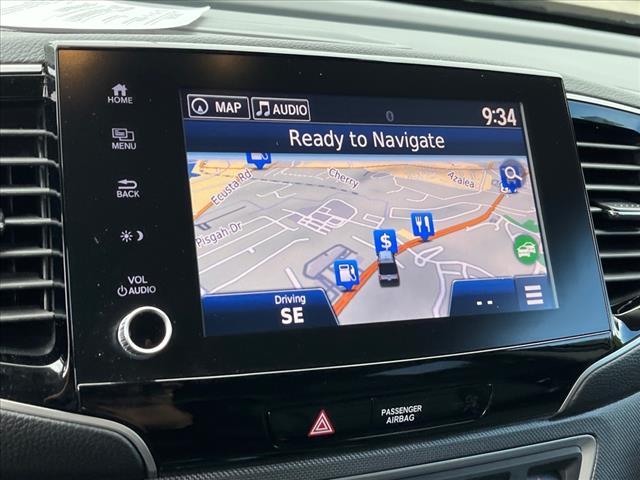 HOME
MENU
BACK
VOL
AUDIO
MAP
AUDIO
9:34
Ready to Navigate
Ecusta Rd
Cherry
Azalea
Pisgah Dr
$
Driving
SE
--
PASSENGER
AIRBAG